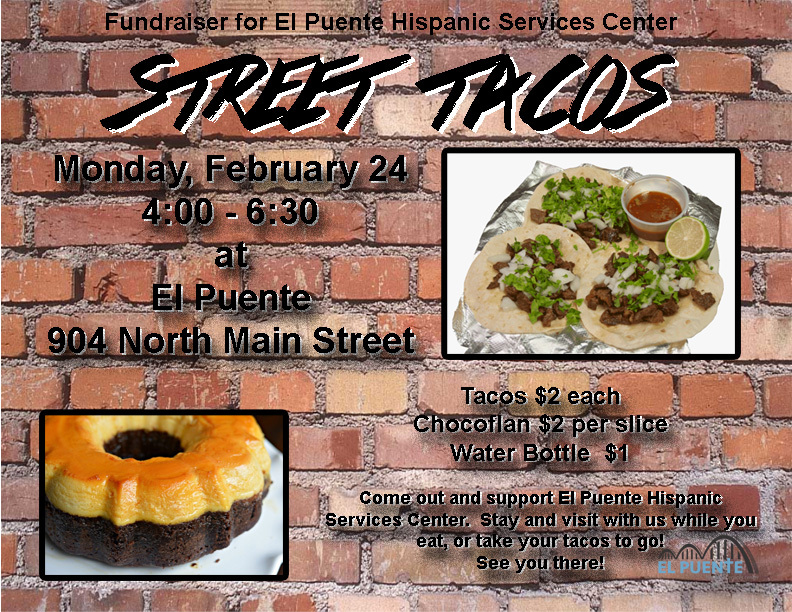 Fundraiser for El Puente Hispanic Services Center
STREET TACOS
Monday, February 24
4:00 - 6:30
at
El Puente
904 North Main Street
Tacos $2 each
Chocoflan $2 per slice
Water Bottle $1
Come out and support El Puente Hispanic
Services Center. Stay and visit with us while you
eat, or take your tacos to go!
See you there!
EL PUENTE